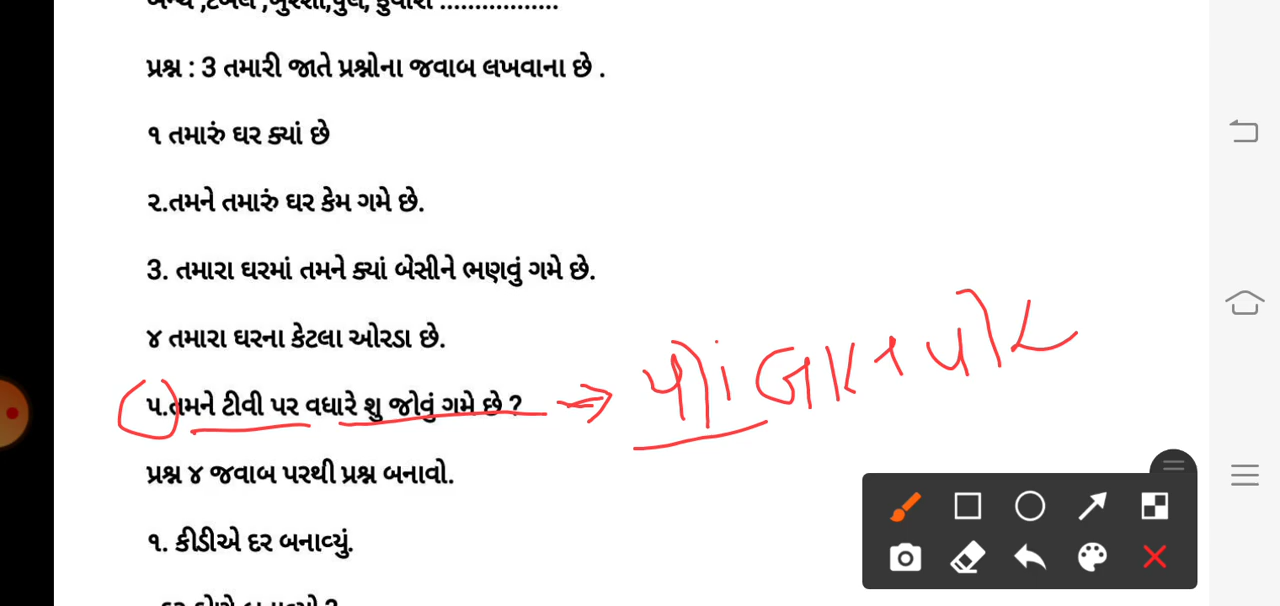 પ્રશ્ન : 3 તમારી જાતે પ્રશ્નોના જવાબ લખવાના છે .
૧ તમારું ઘર ક્યાં છે
૨.તમને તમારું ઘર કેમ ગમે છે.
3. તમારા ઘરમાં તમને ક્યાં બેસીને ભણવું ગમે છે.
૪ તમારા ઘરના કેટલા ઓરડા છે.
૫.તમને ટીવી પર વધારે શુ જોવું ગમે છે ?
પ્રશ્ન ૪ જવાબ પરથી પ્રશ્ન બનાવો.
૧. કીડીએ દર બનાવ્યું.